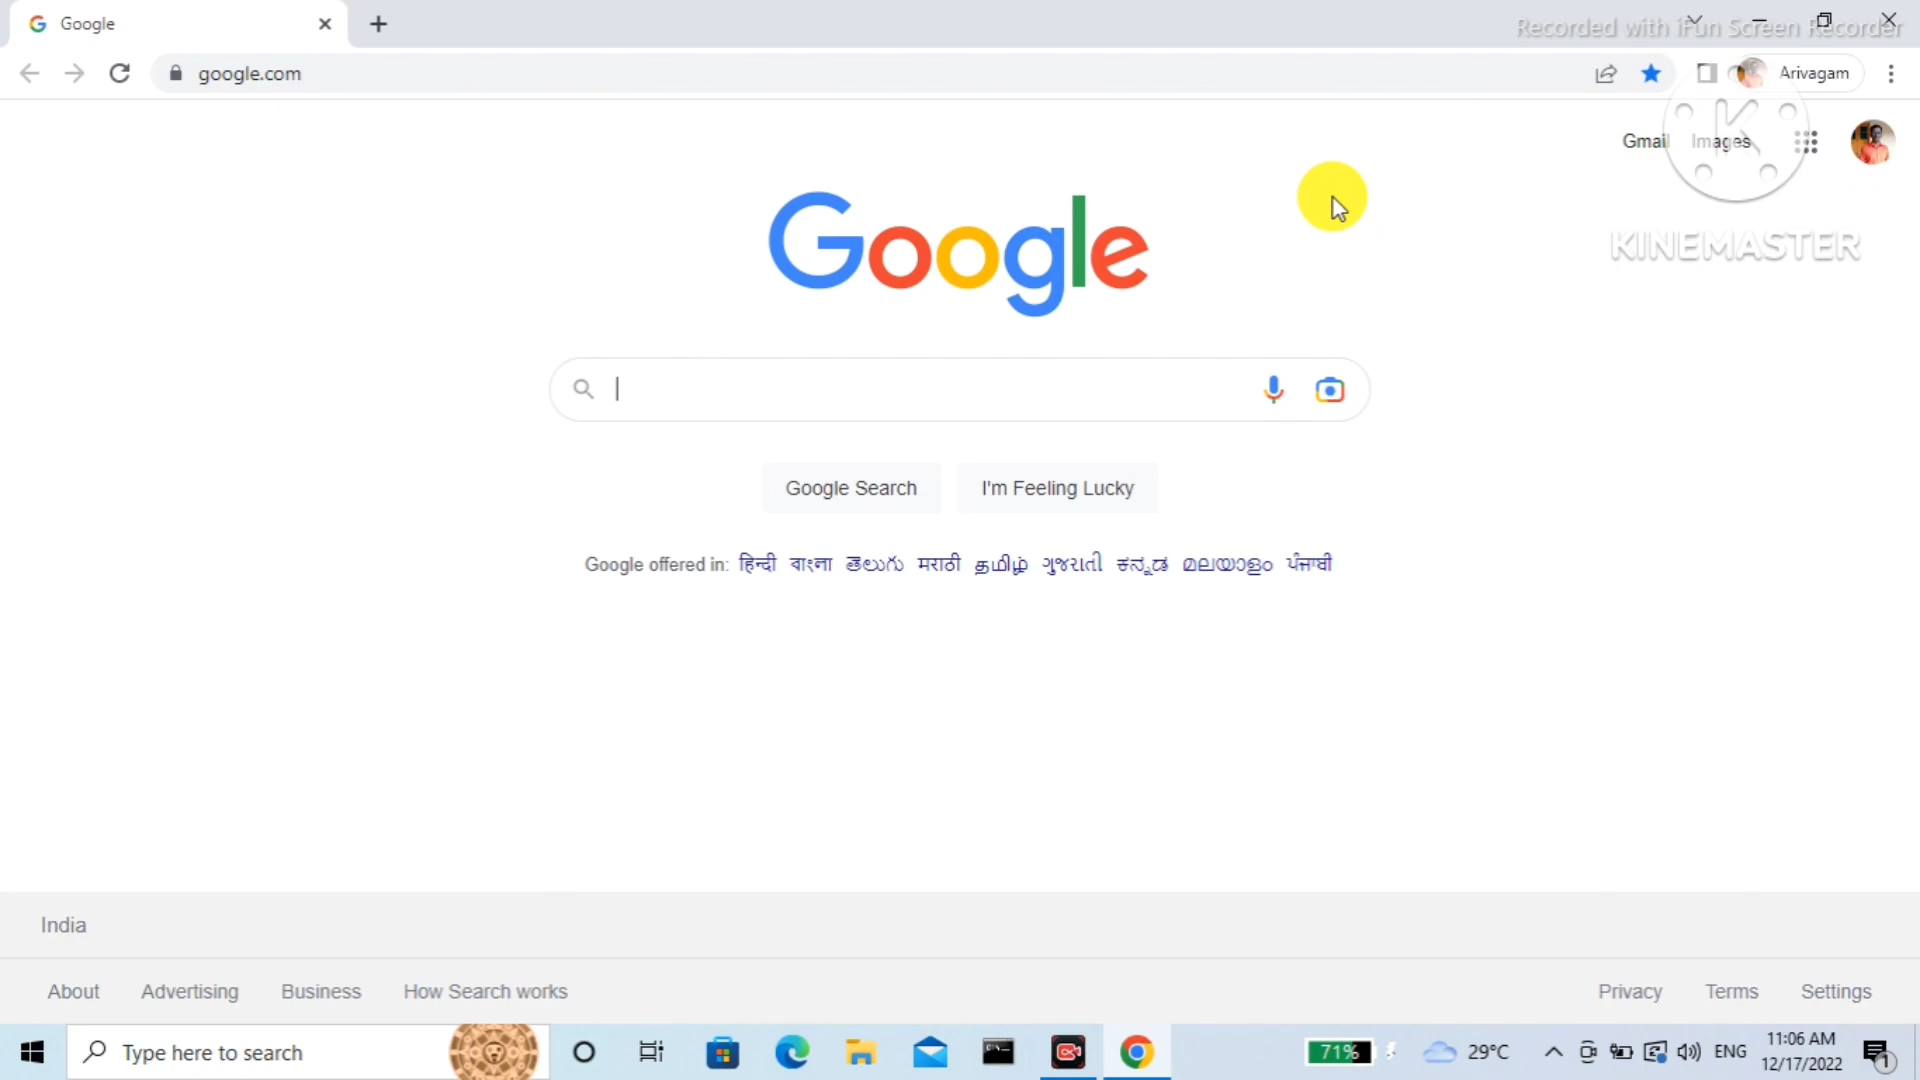 Google
Recorded with iFun Screen Recorder
google.com
Arivagam
Gmail Images
K
KINEMASTER
Google
Google Search I'm Feeling Lucky
Google offered in: हिन्दी বাংলা తెలుగు मराठी தமிழ் ગુજરાતી ಕನ್ನಡ മലയാളം ਪੰਜਾਬੀ
India
About Advertising Business How Search works Privacy Terms Settings
Type here to search 71% 29°C ENG 11:06 AM
12/17/2022 1